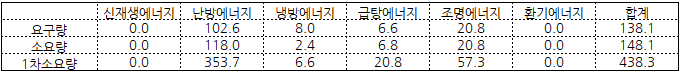 신재생에너지 난방에너지 냉방에너지 급탕에너지 조명에너지 환기에너지 합계
요구량 0.0 102.6 8.0 6.6 20.8 0.0 138.1
소요량 0.0 118.0 2.4 6.8 20.8 0.0 148.1
1차소요량 0.0 353.7 6.6 20.8 57.3 0.0 438.3